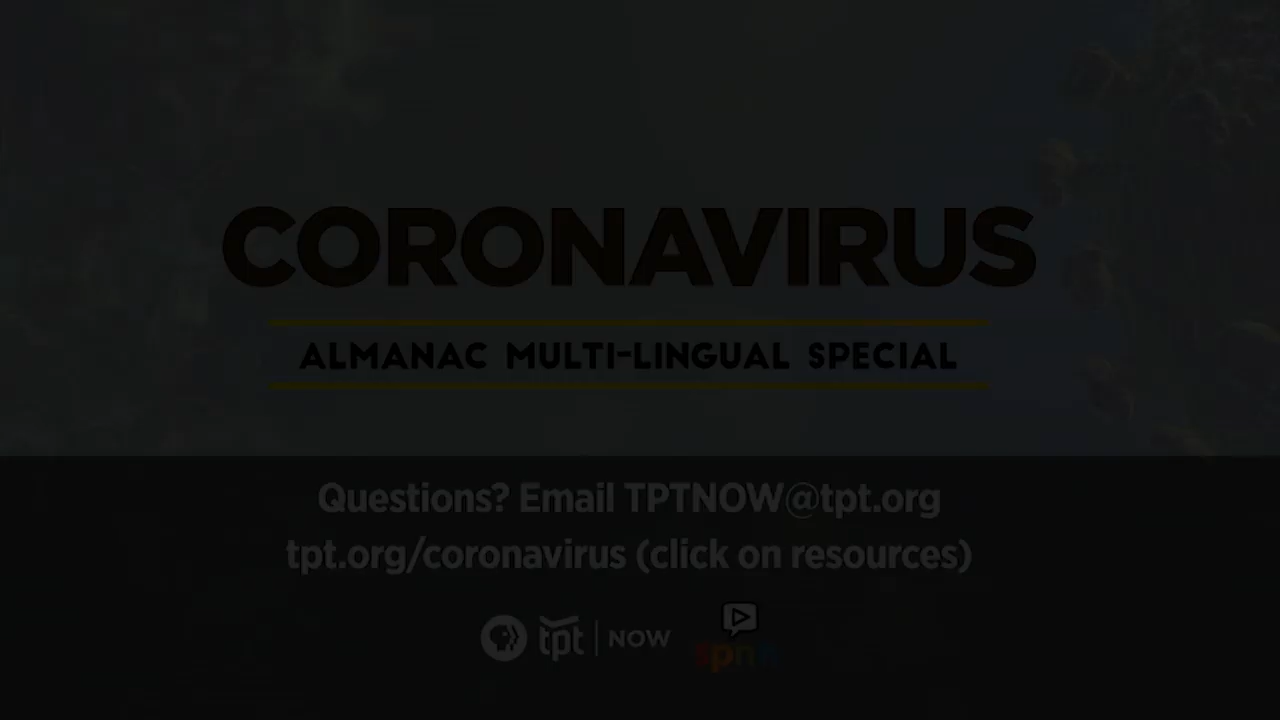 CORONAVIRUS
ALMANAC MULTI-LINGUAL SPECIAL
Questions? Email TPTNOW@tpt.org
tpt.org/coronavirus (click on resources)
tpt NOW